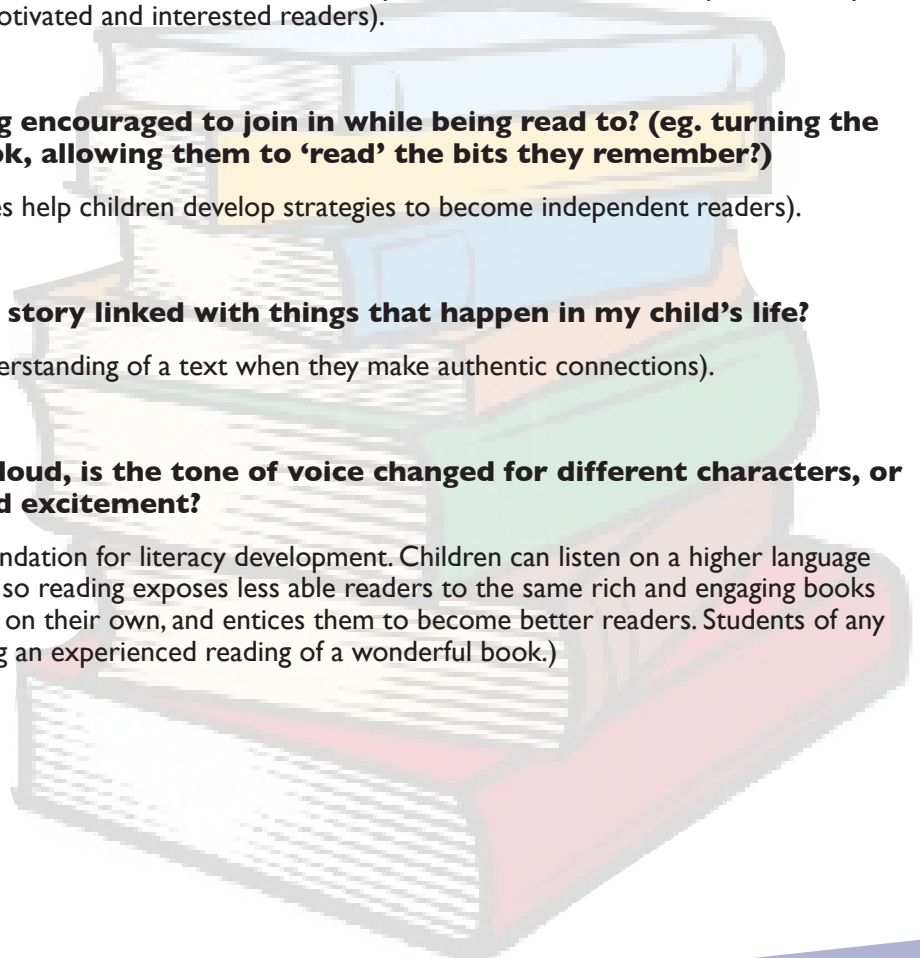 otivated and interested readers).
g encouraged to join in while being read to? (eg. turning the
ok, allowing them to ‘read’ the bits they remember?)
es help children develop strategies to become independent readers).
story linked with things that happen in my child’s life?
erstanding of a text when they make authentic connections).
loud, is the tone of voice changed for different characters, or
d excitement?
ndation for literacy development. Children can listen on a higher language
so reading exposes less able readers to the same rich and engaging books
on their own, and entices them to become better readers. Students of any
g an experienced reading of a wonderful book.)